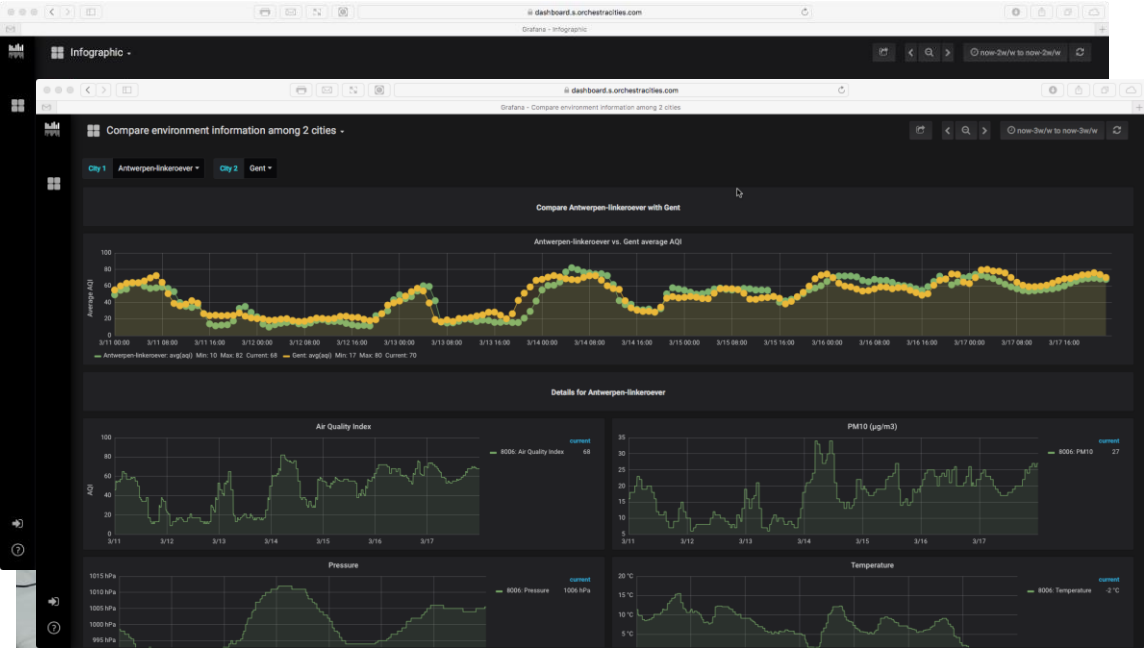 dashboard.s.orchestracities.com
Grafana - Infographic
Infographic
now-2w/w to now-2w/w
dashboard.s.orchestracities.com
Grafana - Compare environment information among 2 cities
Compare environment information among 2 cities
now-3w/w to now-3w/w
City 1 Antwerpen-linkeroever City 2 Gent
Compare Antwerpen-linkeroever with Gent
Antwerpen-linkeroever vs. Gent average AQI
Average AQI
100
80
60
40
20
0
3/11 00:00 3/11 08:00 3/11 16:00 3/12 00:00 3/12 08:00 3/12 16:00 3/13 00:00 3/13 08:00 3/13 16:00 3/14 00:00 3/14 08:00 3/14 16:00 3/15 00:00 3/15 08:00 3/15 16:00 3/16 00:00 3/16 08:00 3/16 16:00 3/17 00:00 3/17 08:00 3/17 16:00
Antwerpen-linkeroever: avg(aqi) Min: 10 Max: 82 Current: 68 Gent: avg(aqi) Min: 17 Max: 80 Current: 70
Details for Antwerpen-linkeroever
Air Quality Index
AQI
100
80
60
40
20
0
3/11 3/12 3/13 3/14 3/15 3/16 3/17
current
8006: Air Quality Index 68
PM10 (µg/m3)
35
30
25
20
15
10
5
3/11 3/12 3/13 3/14 3/15 3/16 3/17
current
8006: PM10 27
Pressure
1015 hPa
1010 hPa
1005 hPa
1000 hPa
995 hPa
current
8006: Pressure 1006 hPa
Temperature
20 °C
15 °C
10 °C
5 °C
current
8006: Temperature -2 °C